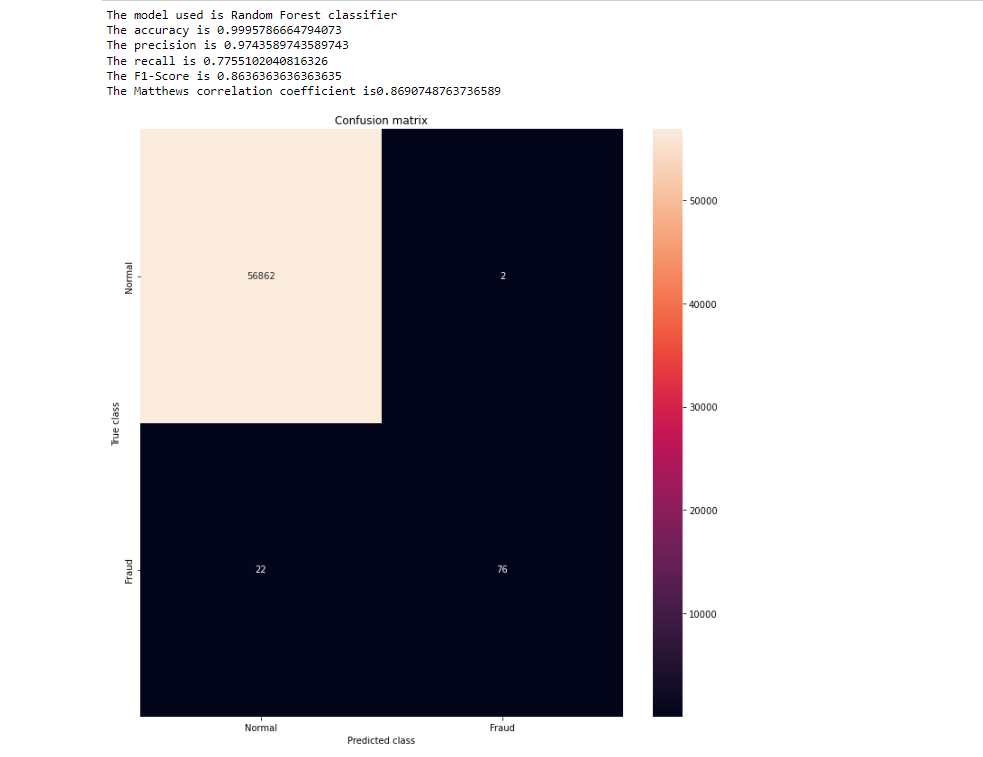 The model used is Random Forest classifier
The accuracy is 0.9995786664794073
The precision is 0.9743589743589743
The recall is 0.7755102040816326
The F1-Score is 0.8636363636363635
The Matthews correlation coefficient is0.8690748763736589
Confusion matrix
50000
Normal
56862
2
40000
30000
True class
20000
Fraud
22
76
10000
Normal
Fraud
Predicted class